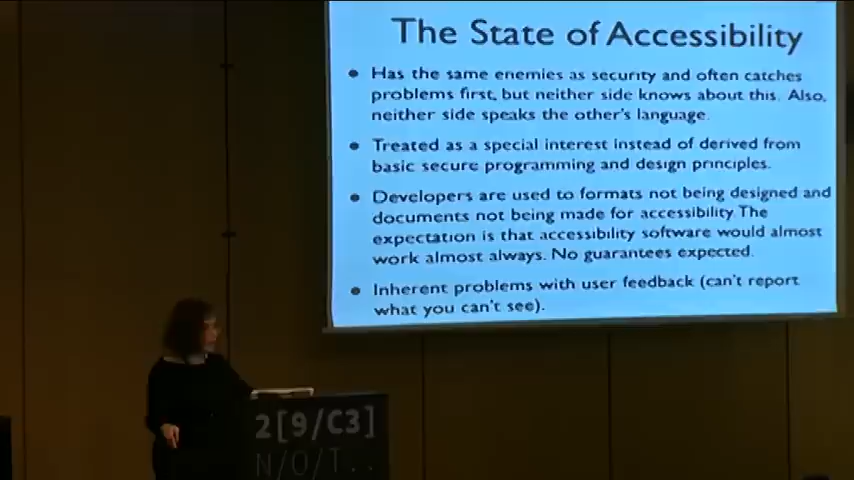 The State of Accessibility
• Has the same enemies as security and often catches
problems first, but neither side knows about this. Also,
neither side speaks the other's language.
• Treated as a special interest instead of derived from
basic secure programming and design principles.
• Developers are used to formats not being designed and
documents not being made for accessibility. The
expectation is that accessibility software would almost
work almost always. No guarantees expected.
• Inherent problems with user feedback (can't report
what you can't see).
2[9/C3]
N/O/T...